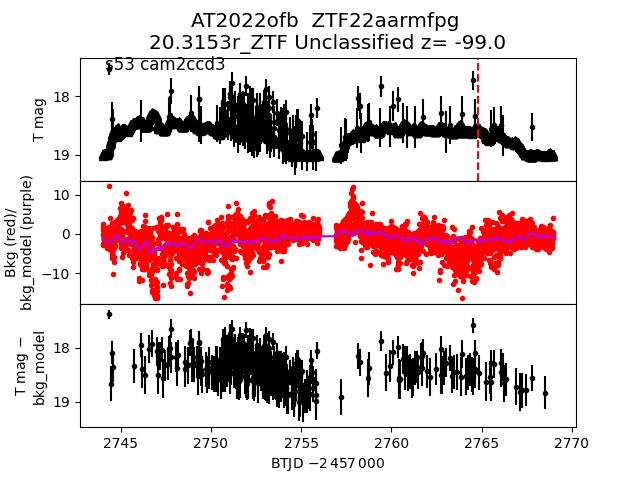 AT2022ofb  ZTF22aarmfpg
20.3153r_ZTF Unclassified z= -99.0
s53 cam2ccd3
18
19
T mag
10
0
−10
Bkg (red)/
bkg_model (purple)
18
19
T mag −
bkg_model
2745 2750 2755 2760 2765 2770
BTJD −2 457 000